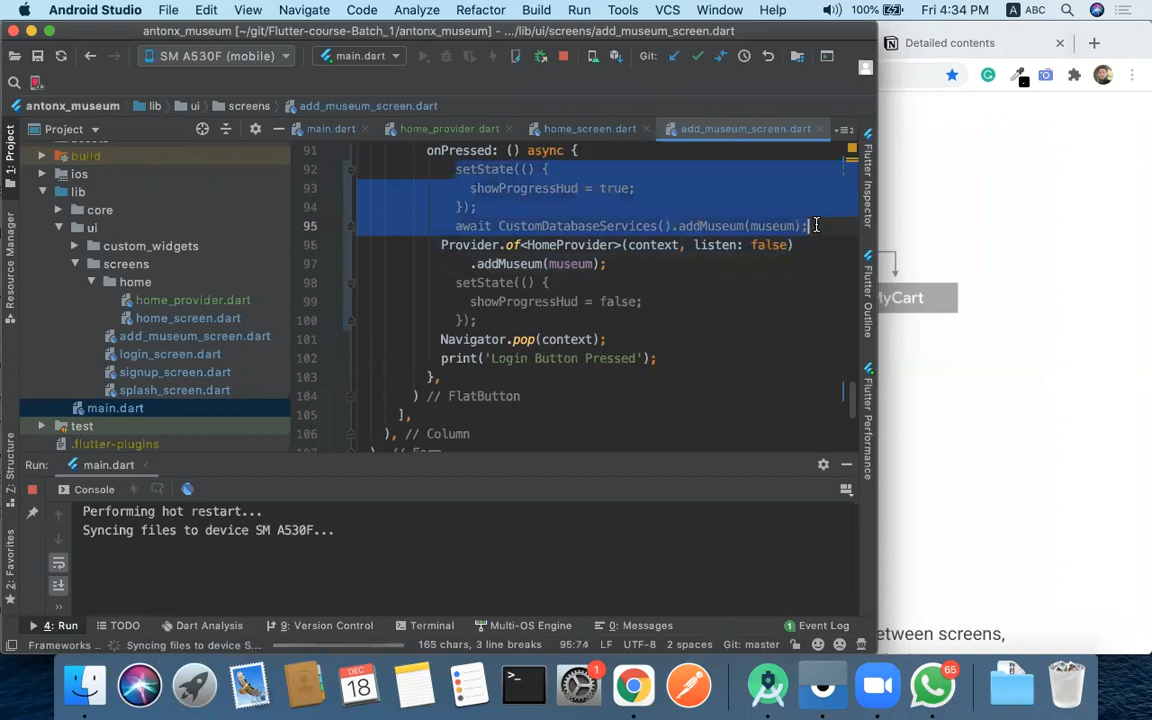 Android Studio File Edit View Navigate Code Analyze Refactor Build Run Tools VCS Window Help 100% Fri 4:34 PM A ABC
antonx_museum [~/git/Flutter-course-Batch_1/antonx_museum] - .../lib/ui/screens/add_museum_screen.dart
Detailed contents
SM A530F (mobile) main.dart Git:
antonx_museum lib ui screens add_museum_screen.dart
Project main.dart home_provider.dart home_screen.dart add_museum_screen.dart 2
1: Project
Z: Structure
2: Favorites
Flutter Inspector
Flutter Outline
Flutter Performance
build
ios
lib
core
ui
custom_widgets
screens
home
home_provider.dart
home_screen.dart
add_museum_screen.dart
login_screen.dart
signup_screen.dart
splash_screen.dart
main.dart
test
.flutter-plugins
91 onPressed: () async {
92 setState(() {
93 showProgressHud = true;
94 });
95 await CustomDatabaseServices().addMuseum(museum);
96 Provider.of<HomeProvider>(context, listen: false)
97 .addMuseum(museum);
98 setState(() {
99 showProgressHud = false;
100 });
101 Navigator.pop(context);
102 print('Login Button Pressed');
103 },
104 ) // FlatButton
105 ],
106 ), // Column
MyCart
Run: main.dart
Console
Performing hot restart...
Syncing files to device SM A530F...
4: Run TODO Dart Analysis 9: Version Control Terminal Multi-OS Engine 0: Messages 1 Event Log
Frameworks ... Syncing files to device S... 165 chars, 3 line breaks 95:74 LF UTF-8 2 spaces Git: master
etween screens,
DEC
18
1
65